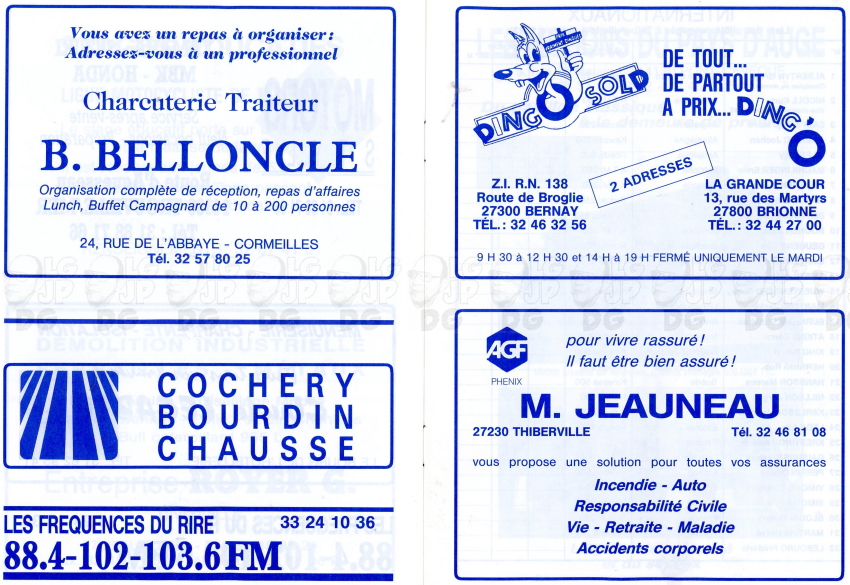 Vous avez un repas à organiser :
Adressez-vous à un professionnel
Charcuterie Traiteur
B. BELLONCLE
Organisation complète de réception, repas d'affaires
Lunch, Buffet Campagnard de 10 à 200 personnes
24, RUE DE L'ABBAYE - CORMEILLES
Tél. 32 57 80 25
COCHERY
BOURDIN
CHAUSSE
LES FREQUENCES DU RIRE 33 24 10 36
88.4-102-103.6 FM
DINGO SOLD
DE TOUT...
DE PARTOUT
A PRIX... DING'O
2 ADRESSES
Z.I. R.N. 138
Route de Broglie
27300 BERNAY
TÉL. : 32 46 32 56
LA GRANDE COUR
13, rue des Martyrs
27800 BRIONNE
TÉL. : 32 44 27 00
9 H 30 à 12 H 30 et 14 H à 19 H FERMÉ UNIQUEMENT LE MARDI
AGF
PHENIX
pour vivre rassuré !
Il faut être bien assuré !
M. JEAUNEAU
27230 THIBERVILLE Tél. 32 46 81 08
vous propose une solution pour toutes vos assurances
Incendie - Auto
Responsabilité Civile
Vie - Retraite - Maladie
Accidents corporels